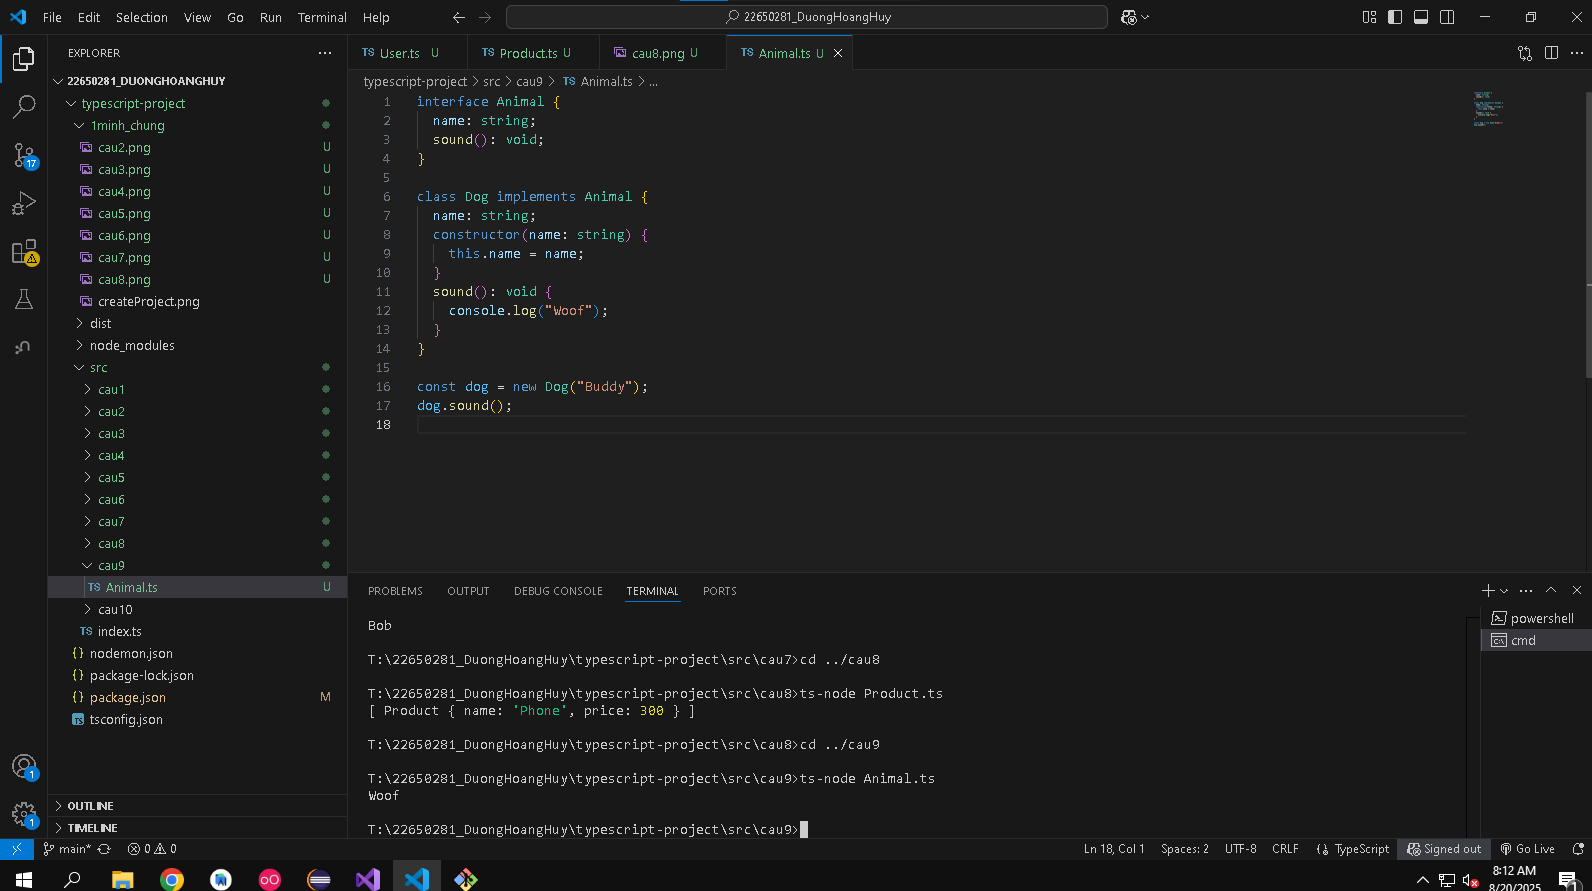 File Edit Selection View Go Run Terminal Help
22650281_DuongHoangHuy
EXPLORER
22650281_DUONGHOANGHUY
typescript-project
1minh_chung
cau2.png U
cau3.png U
cau4.png U
cau5.png U
cau6.png U
cau7.png U
cau8.png U
createProject.png
dist
node_modules
src
cau1
cau2
cau3
cau4
cau5
cau6
cau7
cau8
cau9
TS Animal.ts U
cau10
TS index.ts
{} nodemon.json
{} package-lock.json
{} package.json M
TS tsconfig.json
OUTLINE
TIMELINE
17
1
1
TS User.ts U
TS Product.ts U
cau8.png U
TS Animal.ts U
typescript-project > src > cau9 > TS Animal.ts > ...
1 interface Animal {
2 name: string;
3 sound(): void;
4 }
5
6 class Dog implements Animal {
7 name: string;
8 constructor(name: string) {
9 this.name = name;
10 }
11 sound(): void {
12 console.log("Woof");
13 }
14 }
15
16 const dog = new Dog("Buddy");
17 dog.sound();
18
PROBLEMS OUTPUT DEBUG CONSOLE TERMINAL PORTS
Bob
T:\22650281_DuongHoangHuy\typescript-project\src\cau7>cd ../cau8
T:\22650281_DuongHoangHuy\typescript-project\src\cau8>ts-node Product.ts
[ Product { name: 'Phone', price: 300 } ]
T:\22650281_DuongHoangHuy\typescript-project\src\cau8>cd ../cau9
T:\22650281_DuongHoangHuy\typescript-project\src\cau9>ts-node Animal.ts
Woof
T:\22650281_DuongHoangHuy\typescript-project\src\cau9>
powershell
cmd
main* 0 0
Ln 18, Col 1 Spaces: 2 UTF-8 CRLF {} TypeScript Signed out Go Live
8:12 AM
8/20/2025